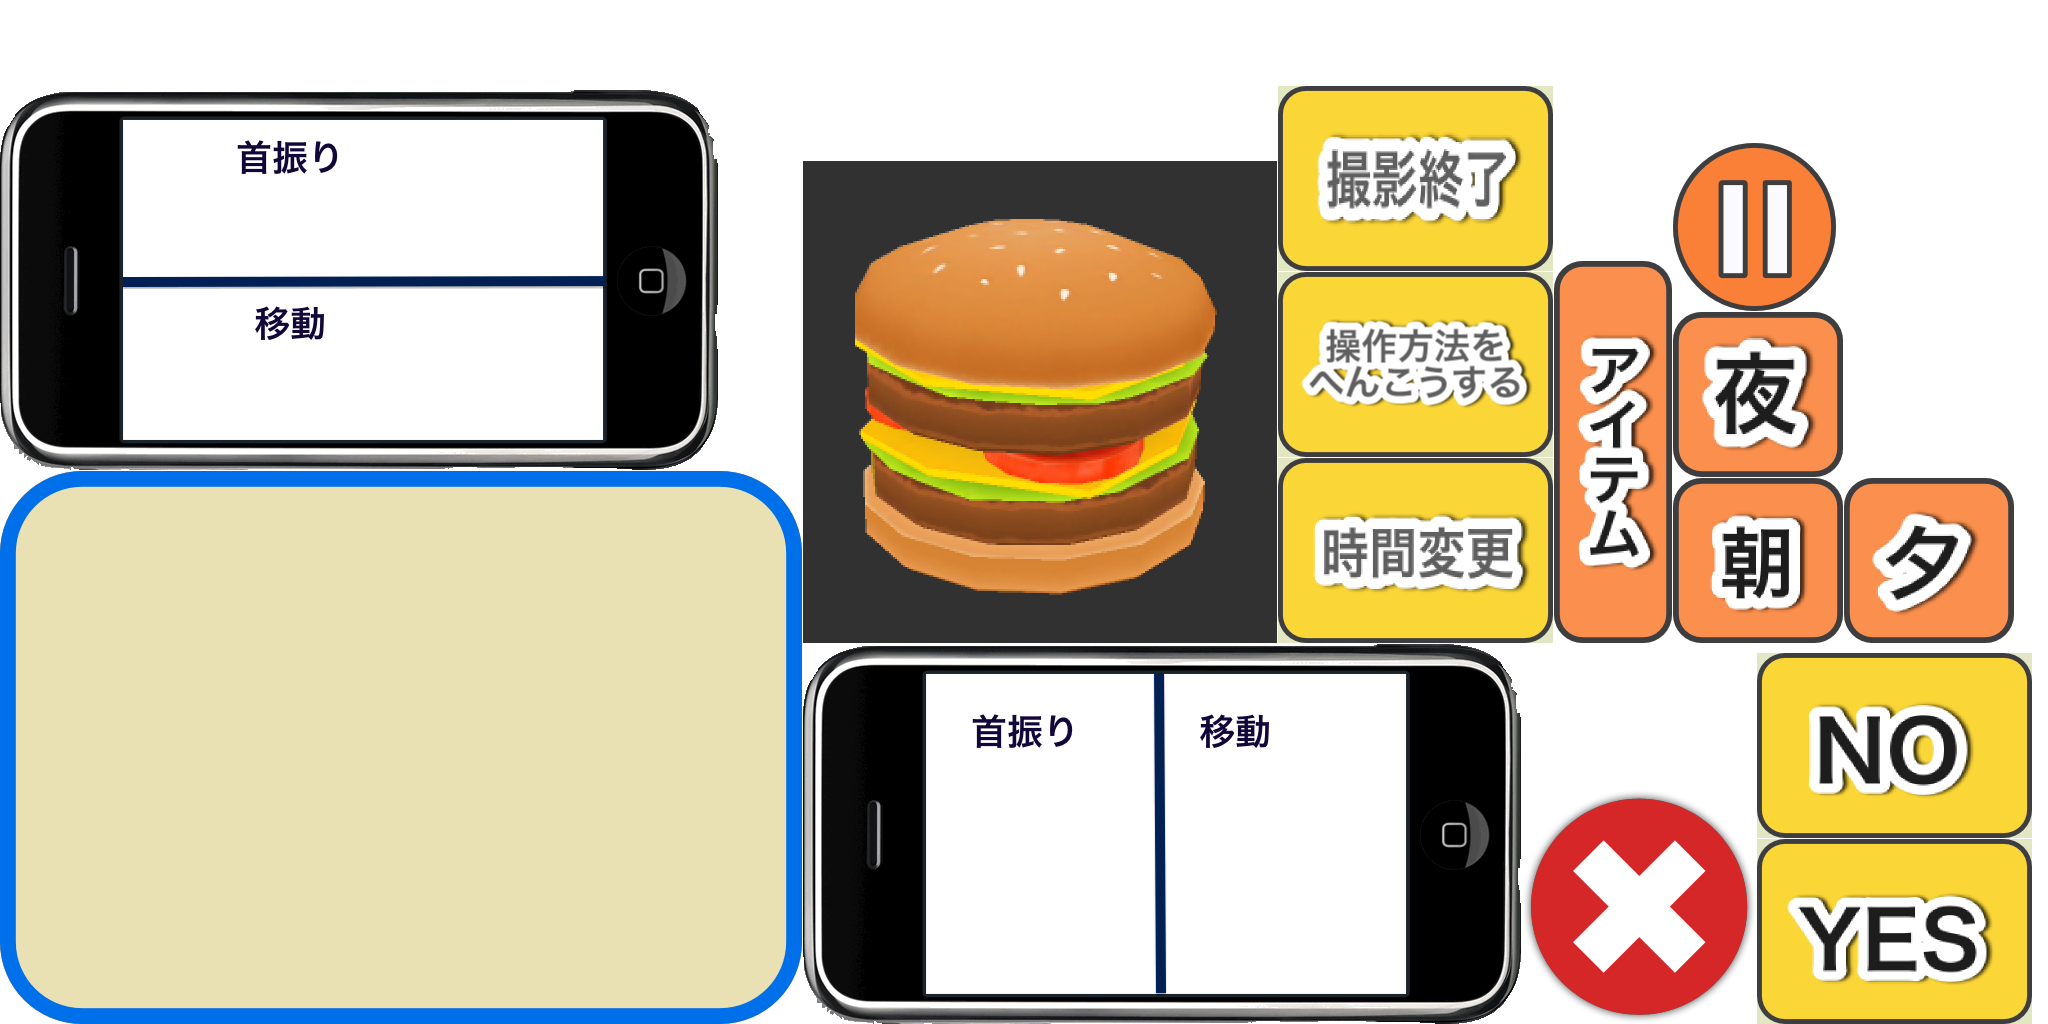 首振り
移動
撮影終了
操作方法を
へんこうする
時間変更
アイテム
夜
朝
夕
首振り
移動
NO
YES